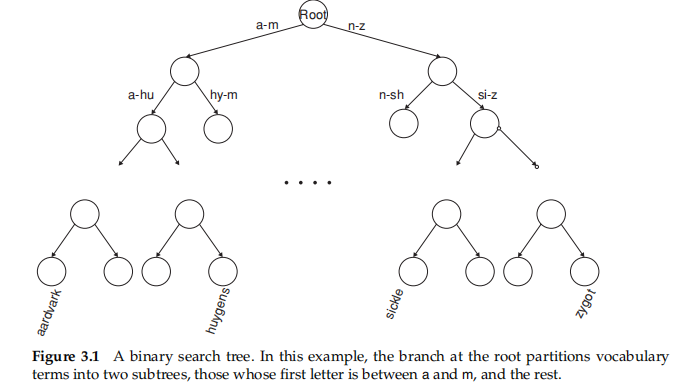 Root
a-m
n-z
a-hu
hy-m
n-sh
si-z
. . . .
aardvark
huygens
sickle
zygot
Figure 3.1 A binary search tree. In this example, the branch at the root partitions vocabulary
terms into two subtrees, those whose first letter is between a and m, and the rest.